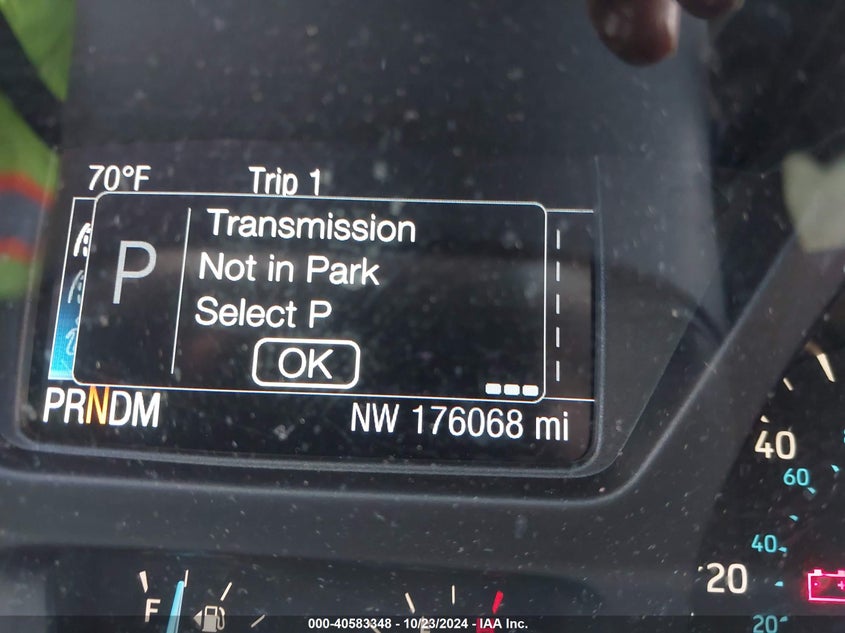 70°F Trip 1
P
Transmission
Not in Park
Select P
OK
PRNDM NW 176068 mi
40
60
40
20
20
F
000-40583348 - 10/23/2024 - IAA Inc.